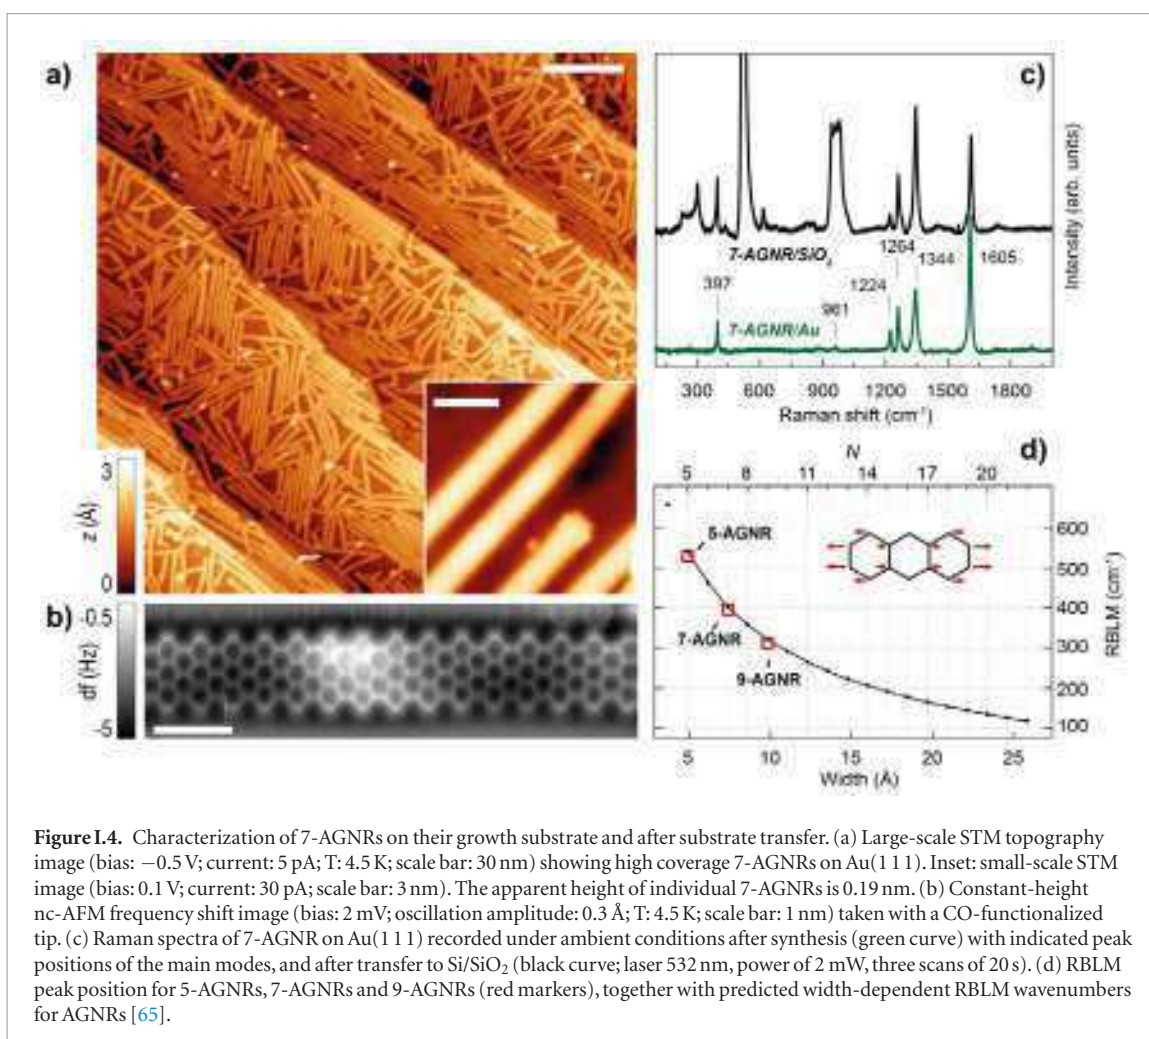 a)
3
z (Å)
0
b)
-0.5
df (Hz)
-5
c)
Intensity (arb. units)
7-AGNR/SiO₂
1264
1344
1605
397
1224
961
7-AGNR/Au
300 600 900 1200 1500 1800
Raman shift (cm⁻¹)
N
d)
5 8 11 14 17 20
5-AGNR
7-AGNR
9-AGNR
600
500
400
300
200
100
RBLM (cm⁻¹)
5 10 15 20 25
Width (Å)
Figure I.4. Characterization of 7-AGNRs on their growth substrate and after substrate transfer. (a) Large-scale STM topography
image (bias: −0.5 V; current: 5 pA; T: 4.5 K; scale bar: 30 nm) showing high coverage 7-AGNRs on Au(1 1 1). Inset: small-scale STM
image (bias: 0.1 V; current: 30 pA; scale bar: 3 nm). The apparent height of individual 7-AGNRs is 0.19 nm. (b) Constant-height
nc-AFM frequency shift image (bias: 2 mV; oscillation amplitude: 0.3 Å; T: 4.5 K; scale bar: 1 nm) taken with a CO-functionalized
tip. (c) Raman spectra of 7-AGNR on Au(1 1 1) recorded under ambient conditions after synthesis (green curve) with indicated peak
positions of the main modes, and after transfer to Si/SiO₂ (black curve; laser 532 nm, power of 2 mW, three scans of 20 s). (d) RBLM
peak position for 5-AGNRs, 7-AGNRs and 9-AGNRs (red markers), together with predicted width-dependent RBLM wavenumbers
for AGNRs [65].